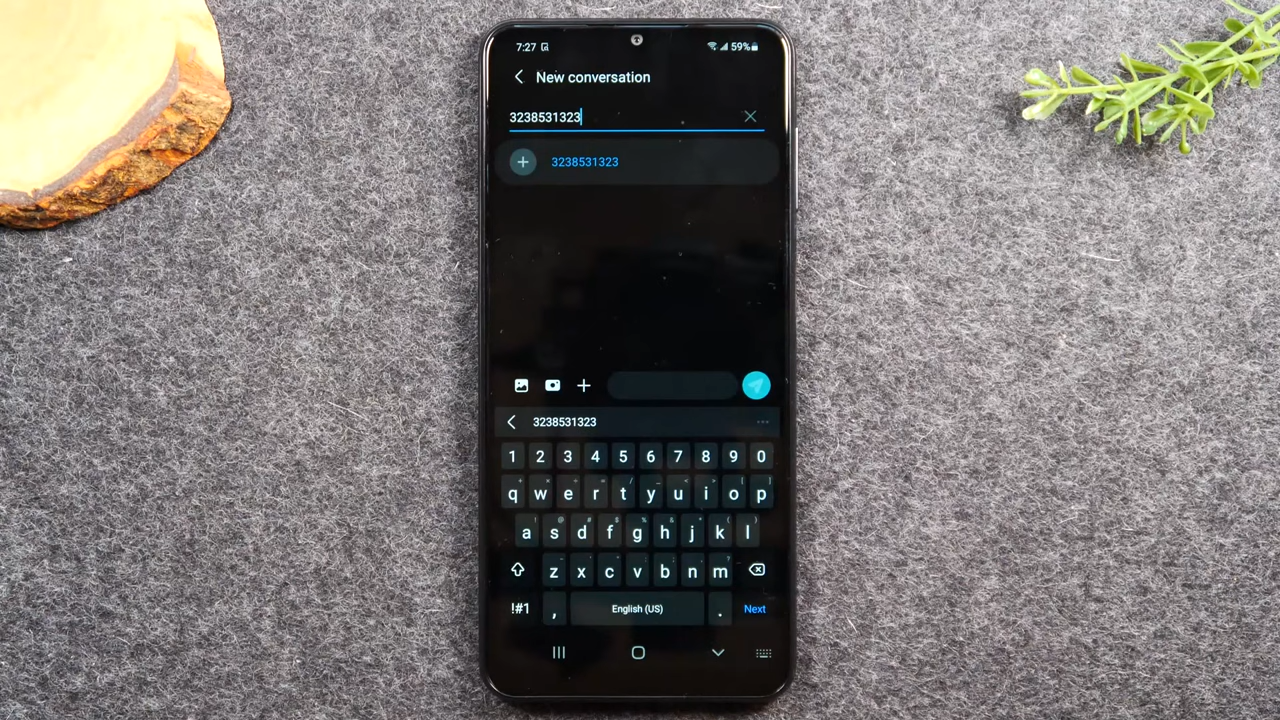 7:27 59%
New conversation
3238531323
3238531323
3238531323
1 2 3 4 5 6 7 8 9 0
q w e r t y u i o p
a s d f g h j k l
z x c v b n m
!#1 , English (US) . Next